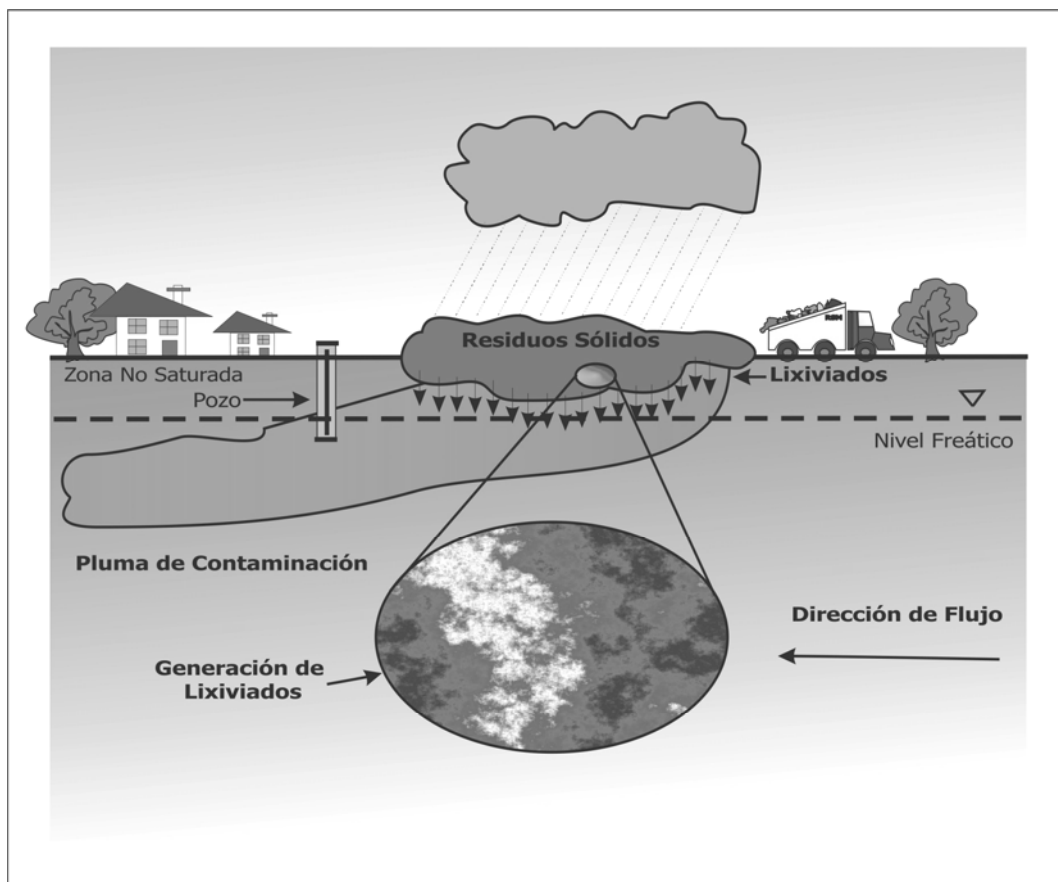 Residuos Sólidos
Zona No Saturada
Lixiviados
Pozo
Nivel Freático
Pluma de Contaminación
Dirección de Flujo
Generación de
Lixiviados